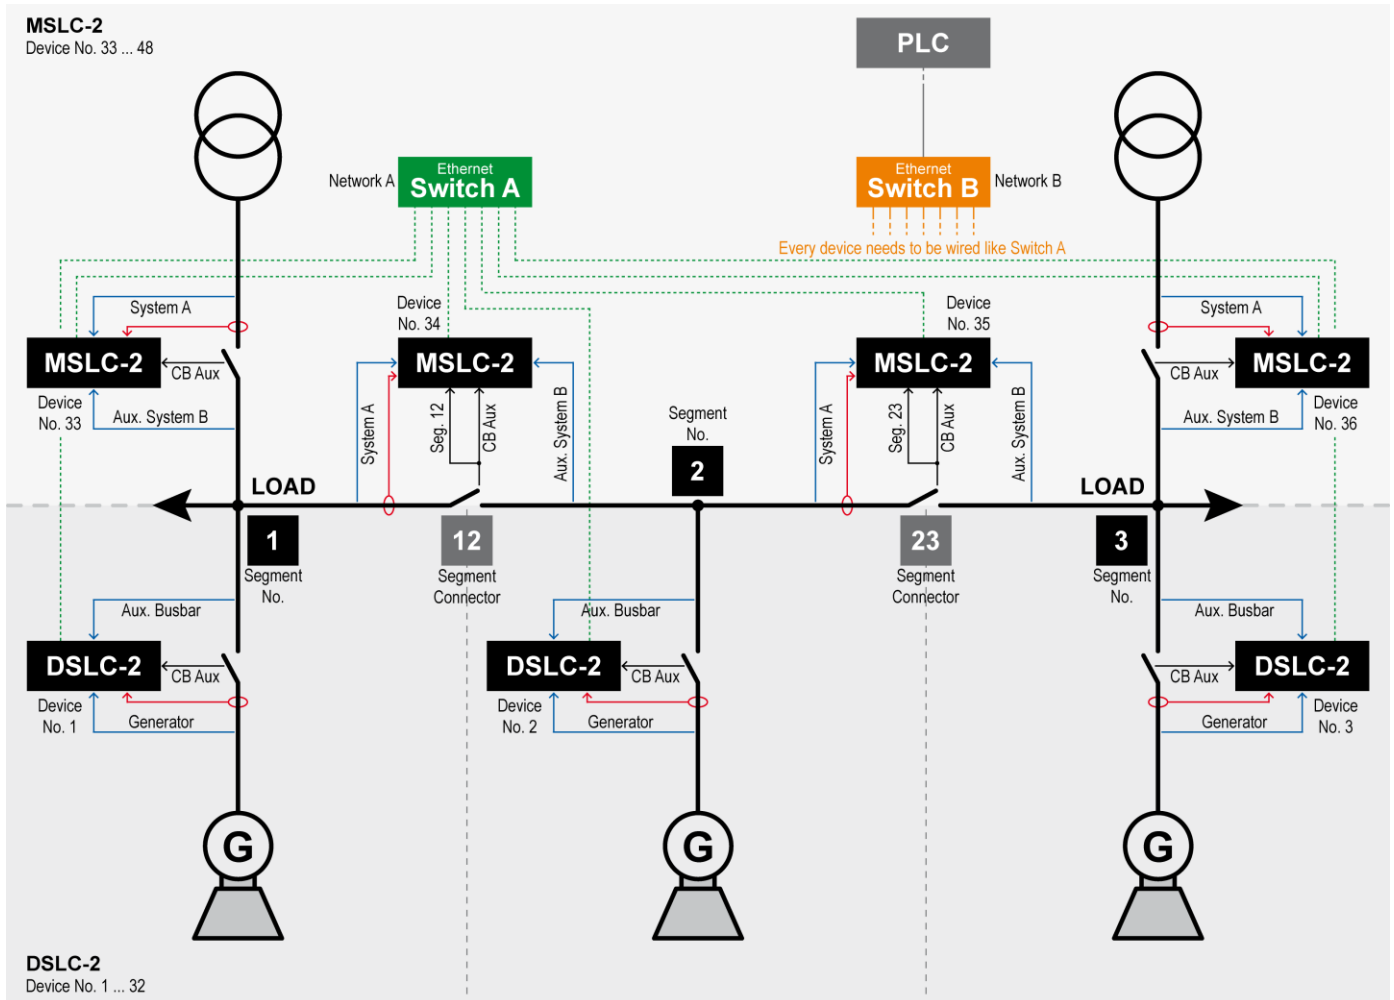 MSLC-2
Device No. 33 ... 48
PLC
Ethernet
Switch A
Network A
Ethernet
Switch B
Network B
Every device needs to be wired like Switch A
System A
MSLC-2
CB Aux
Device
No. 33
Aux. System B
Device
No. 34
MSLC-2
System A
Seg. 12
CB Aux
Aux. System B
Segment
No.
2
Device
No. 35
MSLC-2
System A
Seg. 23
CB Aux
Aux. System B
System A
MSLC-2
CB Aux
Device
No. 36
Aux. System B
LOAD
LOAD
1
Segment
No.
12
Segment
Connector
23
Segment
Connector
3
Segment
No.
Aux. Busbar
DSLC-2
CB Aux
Device
No. 1
Generator
Aux. Busbar
DSLC-2
CB Aux
Device
No. 2
Generator
Aux. Busbar
DSLC-2
CB Aux
Device
No. 3
Generator
G
G
G
DSLC-2
Device No. 1 ... 32